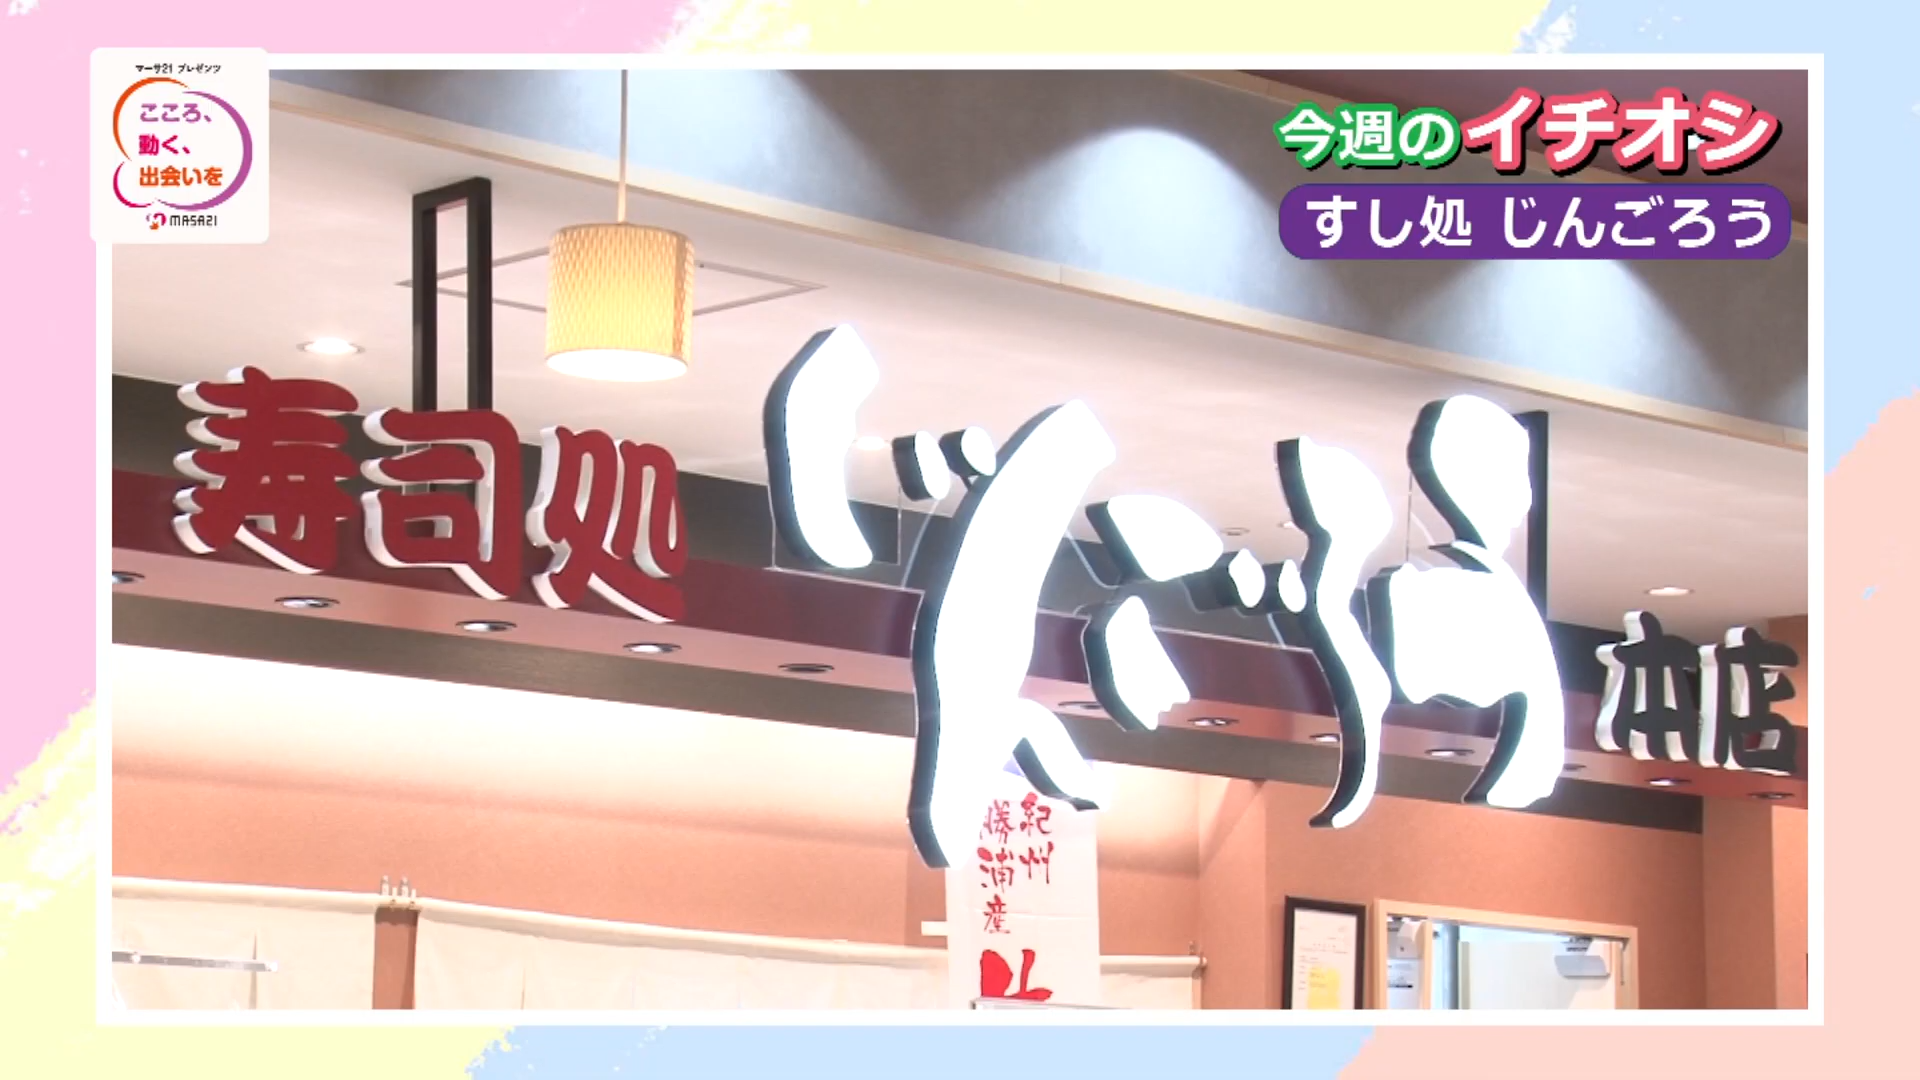 マーサ21 プレゼンツ
こころ、
動く、
出会いを
MASA21
今週のイチオシ
すし処 じんごろう
寿司処
じんごろう
本店
紀州
勝浦産